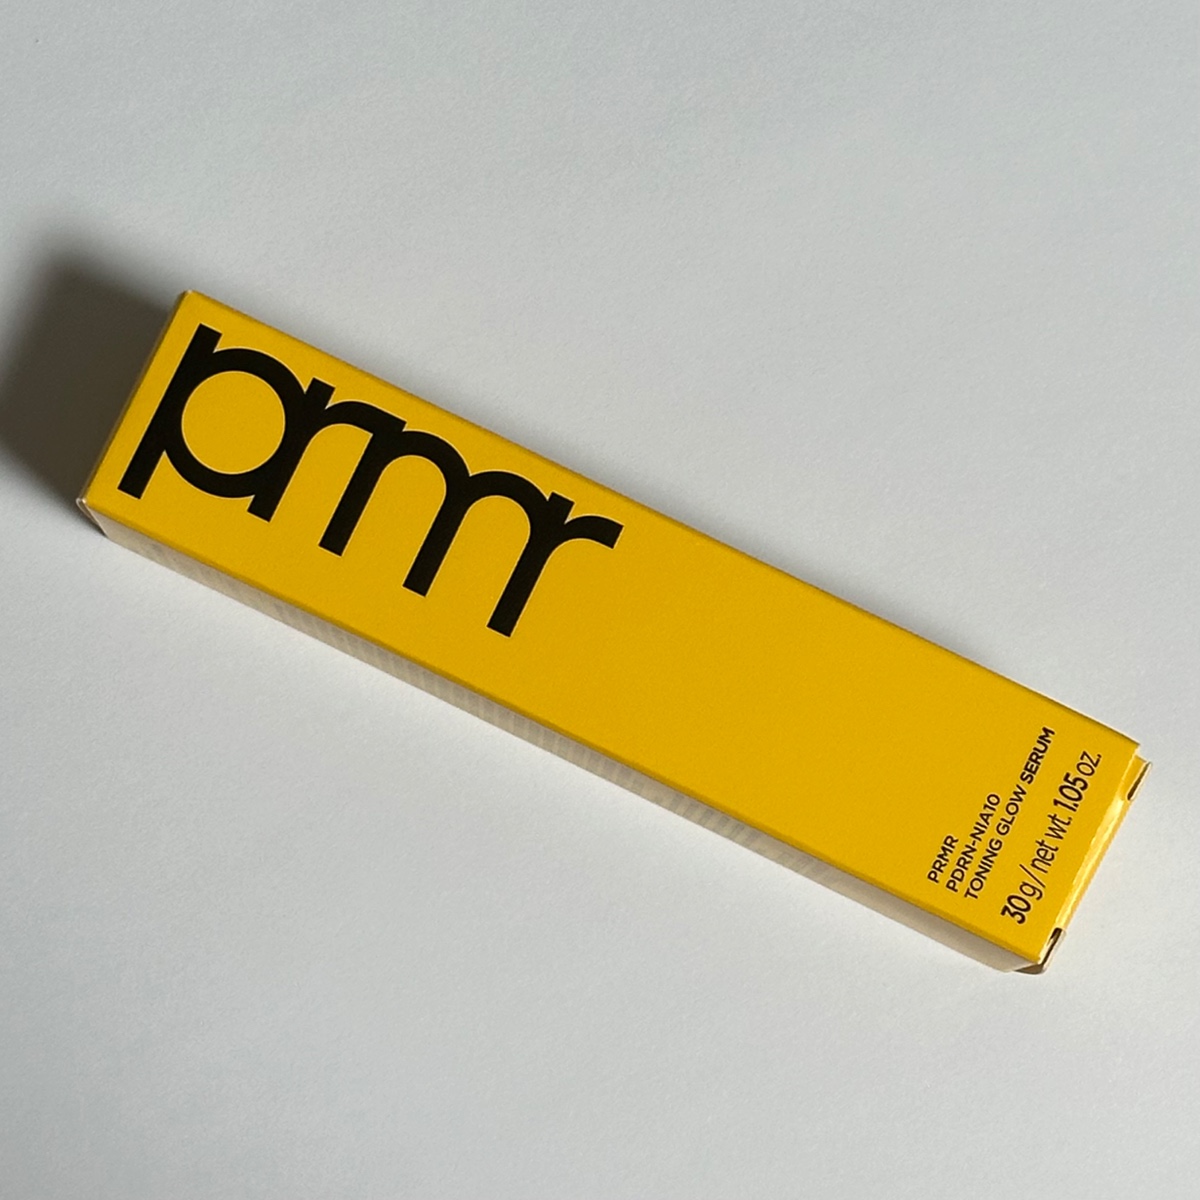 prmr
PRMR
PDRN-NIA10
TONING GLOW SERUM
30g/net wt. 1.05 oz.